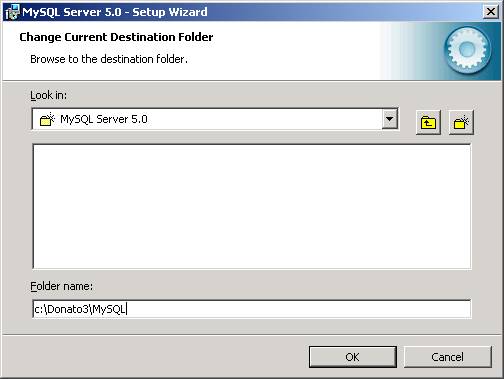 MySQL Server 5.0 - Setup Wizard
Change Current Destination Folder
Browse to the destination folder.
Look in:
MySQL Server 5.0
Folder name:
c:\Donato3\MySQL
OK Cancel